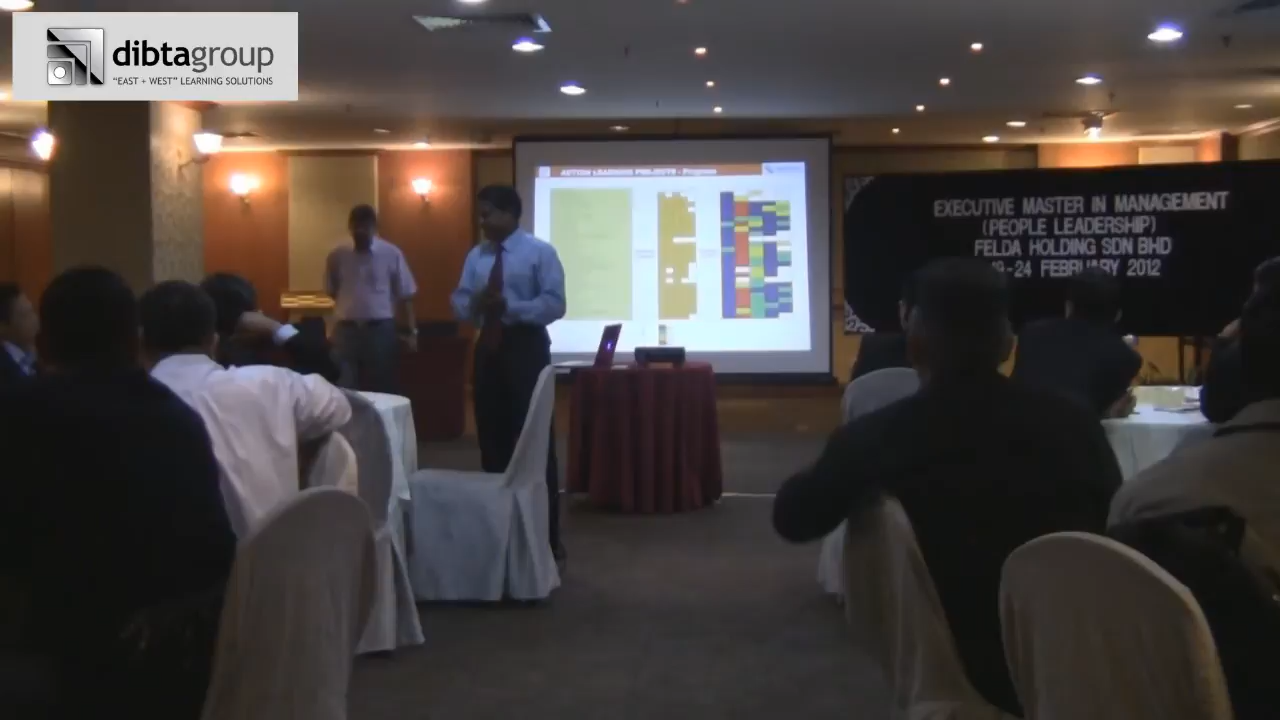 dibtagroup
"EAST + WEST" LEARNING SOLUTIONS
ACTION LEARNING PROJECTS - Progress
EXECUTIVE MASTER IN MANAGEMENT
(PEOPLE LEADERSHIP)
FELDA HOLDING SDN BHD
19-24 FEBRUARY 2012